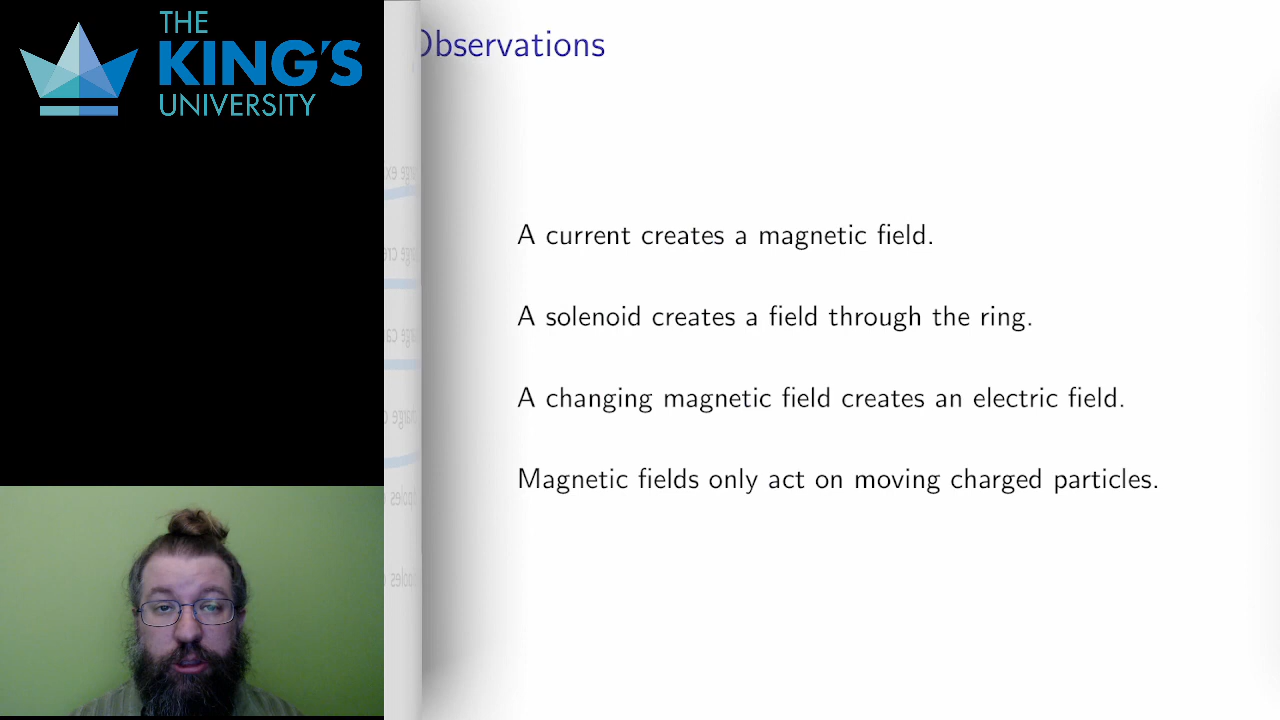 THE
KING'S
UNIVERSITY
Observations
A current creates a magnetic field.
A solenoid creates a field through the ring.
A changing magnetic field creates an electric field.
Magnetic fields only act on moving charged particles.